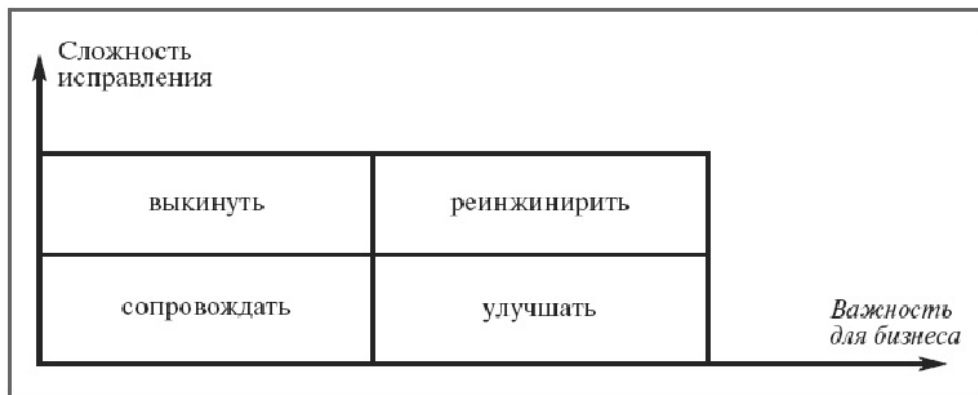 Сложность
исправления
выкинуть
реинжинирить
сопровождать
улучшать
Важность
для бизнеса